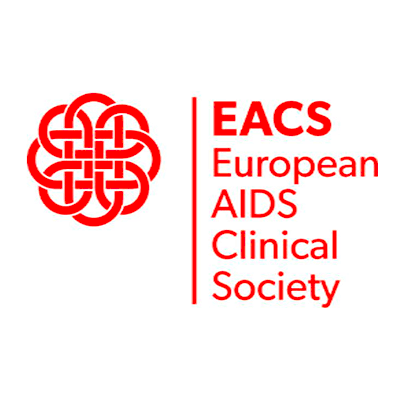 EACS
European
AIDS
Clinical
Society